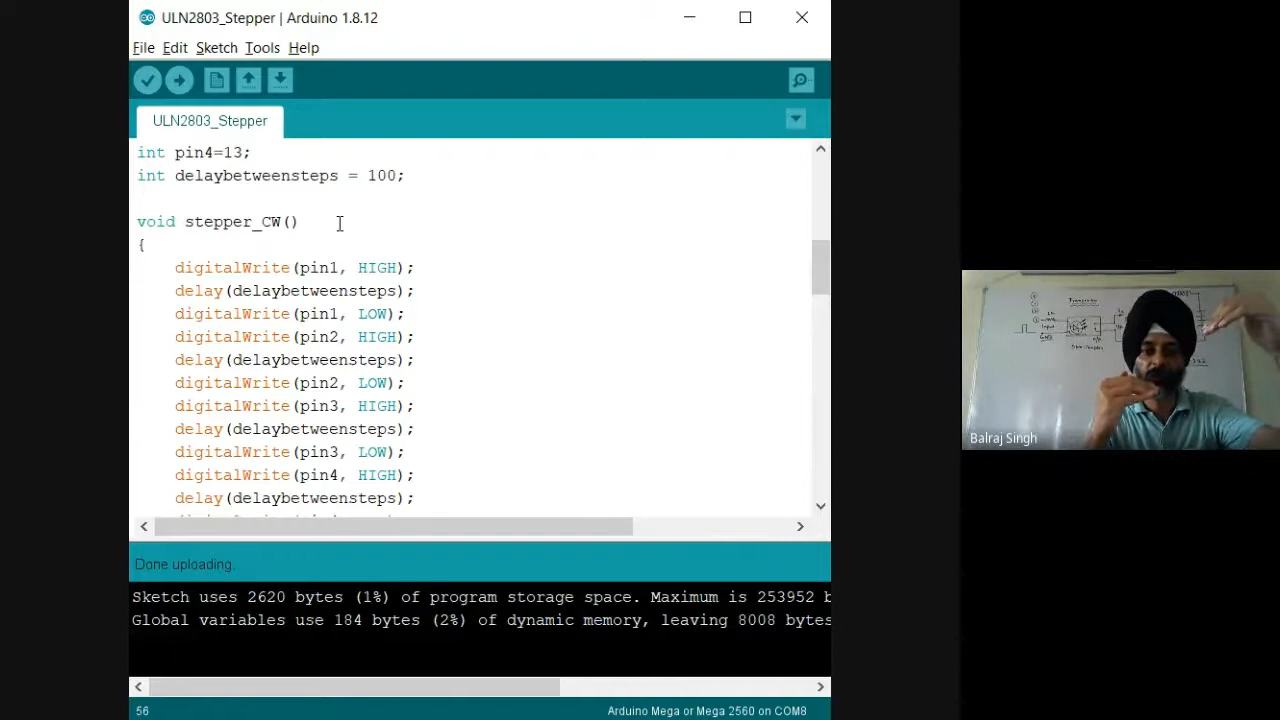 ULN2803_Stepper | Arduino 1.8.12
File Edit Sketch Tools Help
ULN2803_Stepper
int pin4=13;
int delaybetweensteps = 100;
void stepper_CW()
{
digitalWrite(pin1, HIGH);
delay(delaybetweensteps);
digitalWrite(pin1, LOW);
digitalWrite(pin2, HIGH);
delay(delaybetweensteps);
digitalWrite(pin2, LOW);
digitalWrite(pin3, HIGH);
delay(delaybetweensteps);
digitalWrite(pin3, LOW);
digitalWrite(pin4, HIGH);
delay(delaybetweensteps);
Done uploading.
Sketch uses 2620 bytes (1%) of program storage space. Maximum is 253952 b
Global variables use 184 bytes (2%) of dynamic memory, leaving 8008 bytes
56
Arduino Mega or Mega 2560 on COM8
Input
Balraj Singh